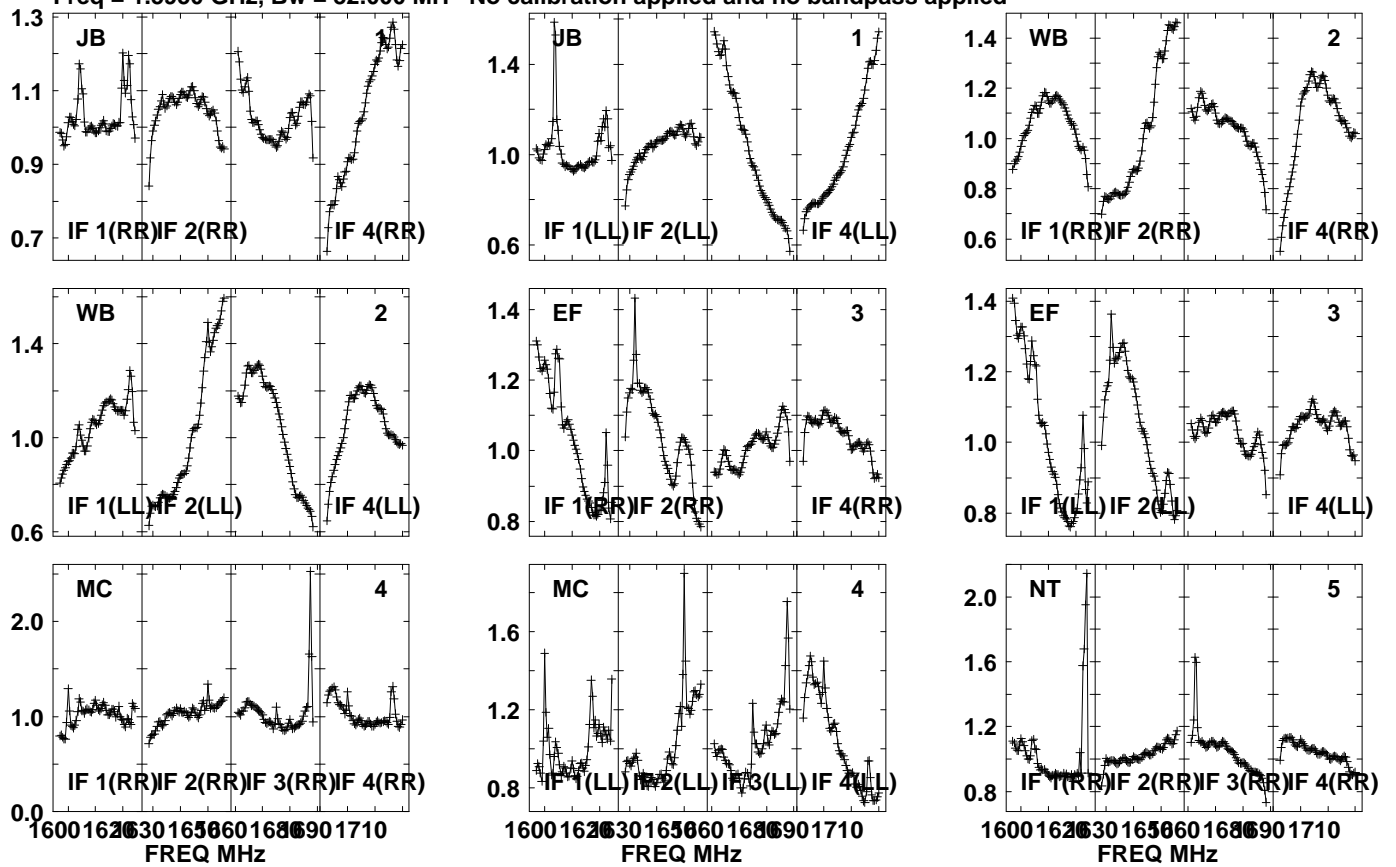 No calibration applied and no bandpass applied
1.3 JB 1 JB 1 WB 2
1.1 0.9 0.7
1.0 0.6
1.4 1.2 1.0 0.8 0.6
IF 1(RR) IF 2(RR) IF 4(RR) IF 1(LL) IF 2(LL) IF 4(LL) IF 1(RR) IF 2(RR) IF 4(RR)
WB 2 EF 3 EF 3
1.4 1.0 0.6
1.4 1.2 1.0 0.8
1.4 1.2 1.0 0.8
IF 1(LL) IF 2(LL) IF 4(LL) IF 1(RR) IF 2(RR) IF 4(RR) IF 1(LL) IF 2(LL) IF 4(LL)
MC 4 MC 4 NT 5
2.0 1.0 0.0
1.6 1.2 0.8
2.0 1.6 1.2 0.8
IF 1(RR) IF 2(RR) IF 3(RR) IF 4(RR) IF 1(LL) IF 2(LL) IF 3(LL) IF 4(LL) IF 1(RR) IF 2(RR) IF 3(RR) IF 4(RR)
1600 1680 1690 1710 1600 1680 1690 1710 1600 1680 1690 1710
FREQ MHz FREQ MHz